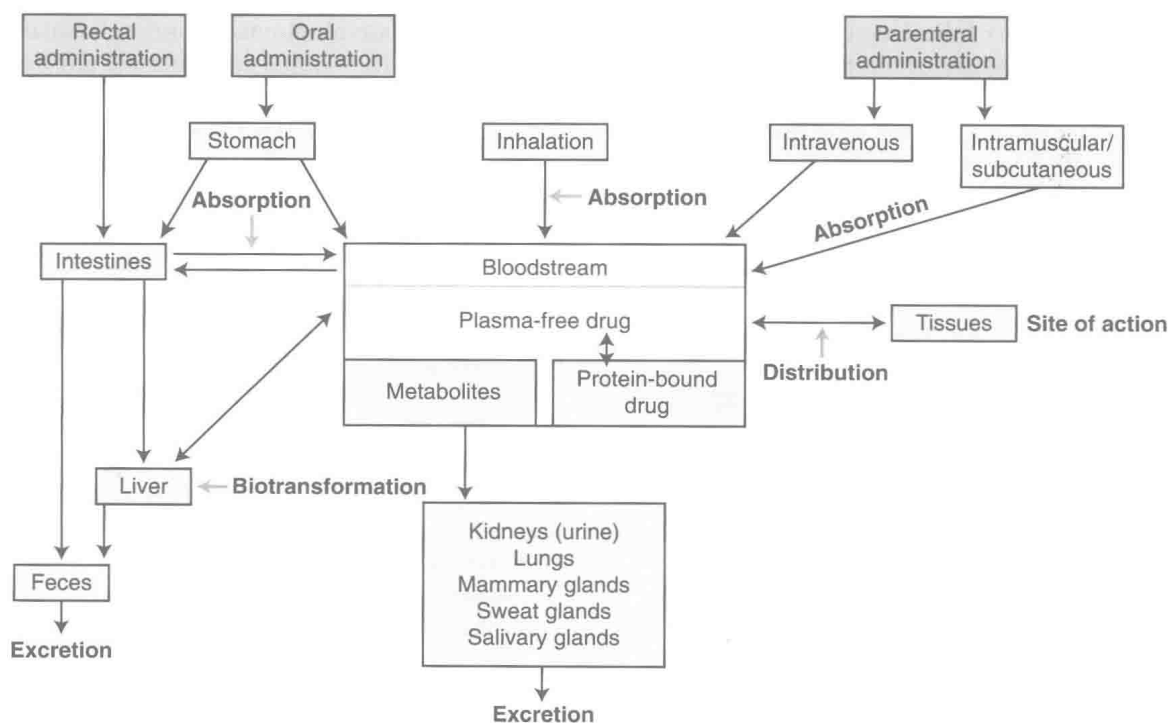 Rectal
administration
Oral
administration
Parenteral
administration
Stomach
Inhalation
Intravenous
Intramuscular/
subcutaneous
Absorption
Absorption
Absorption
Intestines
Bloodstream
Plasma-free drug
Tissues
Site of action
Distribution
Metabolites
Protein-bound
drug
Liver
Biotransformation
Kidneys (urine)
Lungs
Mammary glands
Sweat glands
Salivary glands
Feces
Excretion
Excretion